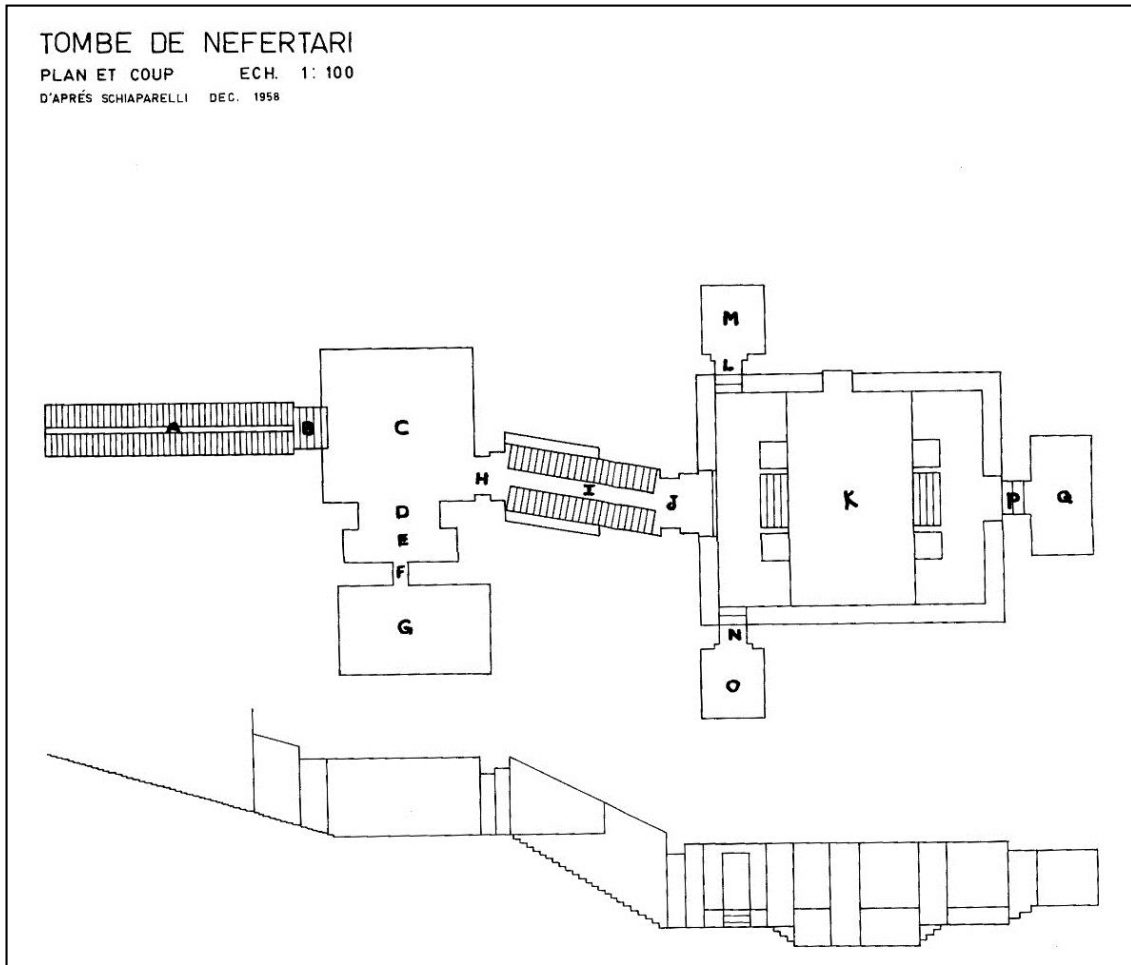 TOMBE DE NEFERTARI
PLAN ET COUP ECH. 1:100
D'APRÉS SCHIAPARELLI DEC. 1958
M
L
A B C
H I J K P Q
D
E
F
G
N
O